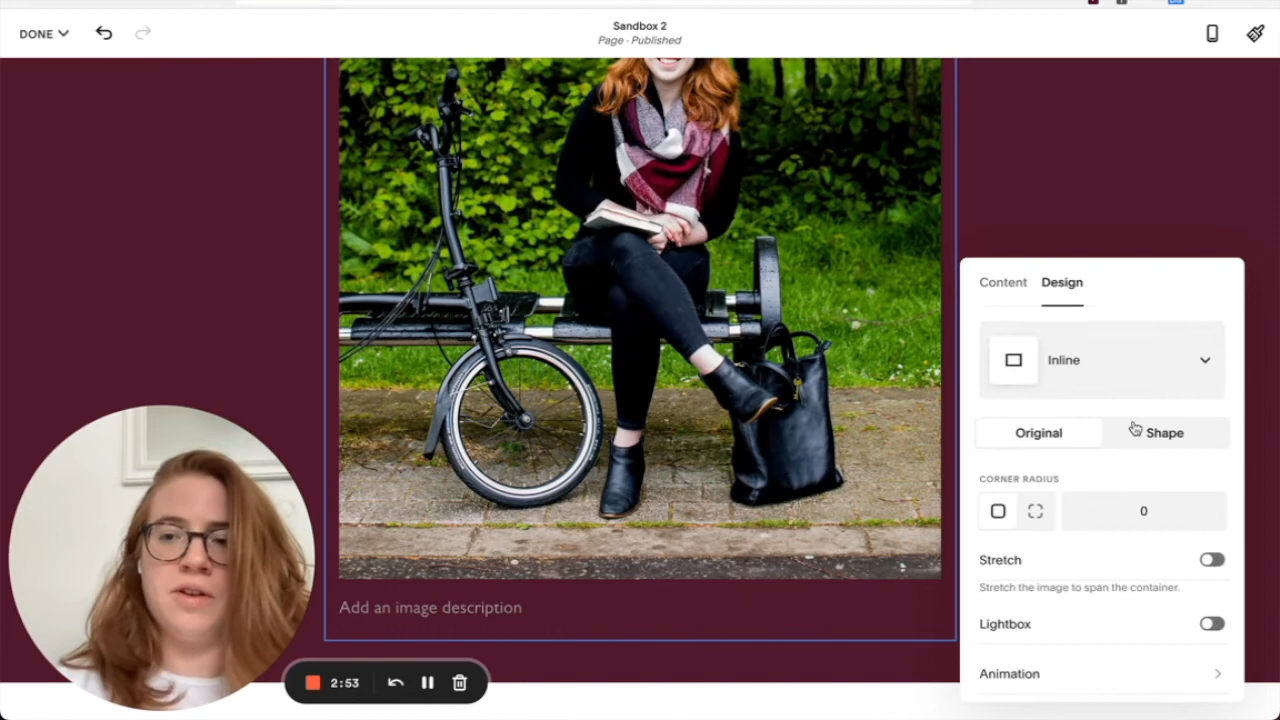 DONE
Sandbox 2
Page · Published
Content Design
Inline
Original Shape
CORNER RADIUS
0
Stretch
Stretch the image to span the container.
Lightbox
Animation
Add an image description
2:53